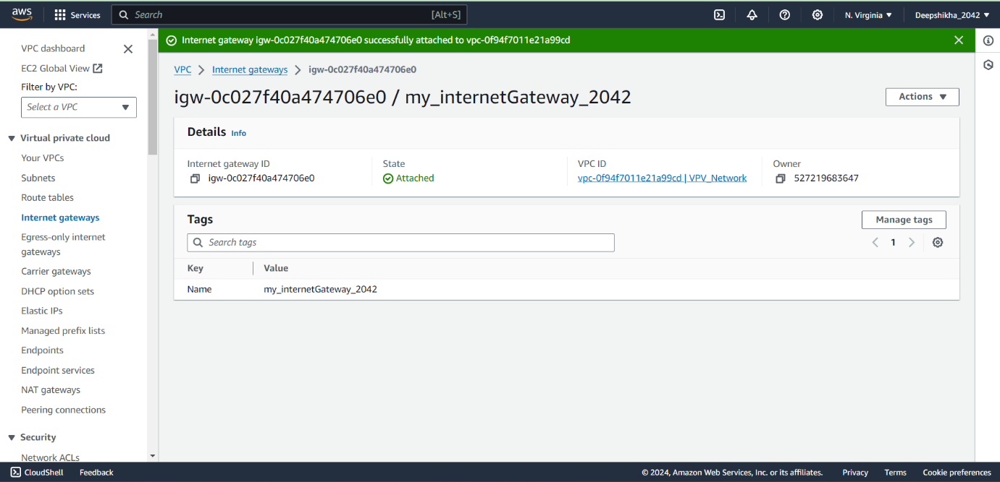 aws
Services
Search [Alt+S]
N. Virginia
Deepshikha_2042
VPC dashboard
EC2 Global View
Filter by VPC:
Select a VPC
Virtual private cloud
Your VPCs
Subnets
Route tables
Internet gateways
Egress-only internet
gateways
Carrier gateways
DHCP option sets
Elastic IPs
Managed prefix lists
Endpoints
Endpoint services
NAT gateways
Peering connections
Security
Network ACLs
Internet gateway igw-0c027f40a474706e0 successfully attached to vpc-0f94f7011e21a99cd
VPC > Internet gateways > igw-0c027f40a474706e0
igw-0c027f40a474706e0 / my_internetGateway_2042
Actions
Details Info
Internet gateway ID
igw-0c027f40a474706e0
State
Attached
VPC ID
vpc-0f94f7011e21a99cd | VPV_Network
Owner
527219683647
Tags
Manage tags
Search tags
1
Key Value
Name my_internetGateway_2042
CloudShell Feedback
© 2024, Amazon Web Services, Inc. or its affiliates. Privacy Terms Cookie preferences